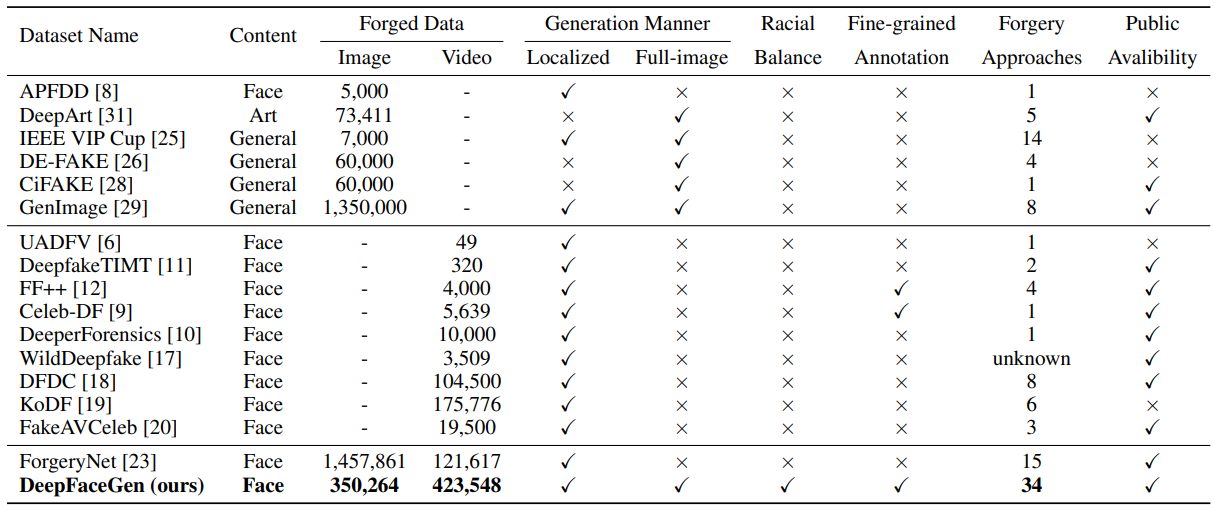 Dataset Name Content Forged Data Generation Manner Racial Balance Fine-grained Annotation Forgery Approaches Public Avalibility
Image Video Localized Full-image
APFDD [8] Face 5,000 - ✓ × × × 1 ×
DeepArt [31] Art 73,411 - × ✓ × × 5 ✓
IEEE VIP Cup [25] General 7,000 - ✓ ✓ × × 14 ×
DE-FAKE [26] General 60,000 - × ✓ × × 4 ×
CiFAKE [28] General 60,000 - × ✓ × × 1 ✓
GenImage [29] General 1,350,000 - ✓ ✓ × × 8 ✓
UADFV [6] Face - 49 ✓ × × × 1 ×
DeepfakeTIMT [11] Face - 320 ✓ × × × 2 ✓
FF++ [12] Face - 4,000 ✓ × × ✓ 4 ✓
Celeb-DF [9] Face - 5,639 ✓ × × ✓ 1 ✓
DeeperForensics [10] Face - 10,000 ✓ × × × 1 ✓
WildDeepfake [17] Face - 3,509 ✓ × × × unknown ✓
DFDC [18] Face - 104,500 ✓ × × × 8 ✓
KoDF [19] Face - 175,776 ✓ × × × 6 ×
FakeAVCeleb [20] Face - 19,500 ✓ × × × 3 ✓
ForgeryNet [23] Face 1,457,861 121,617 ✓ × × × 15 ✓
DeepFaceGen (ours) Face 350,264 423,548 ✓ ✓ ✓ ✓ 34 ✓